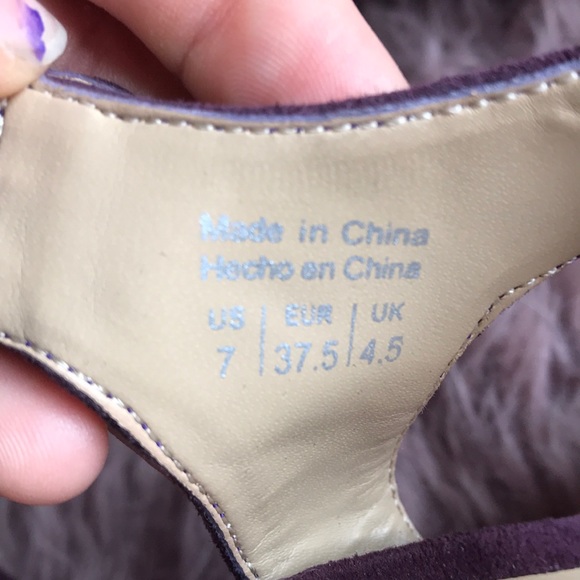 Made in China
Hecho en China
US | EUR | UK
7 | 37.5 | 4.5